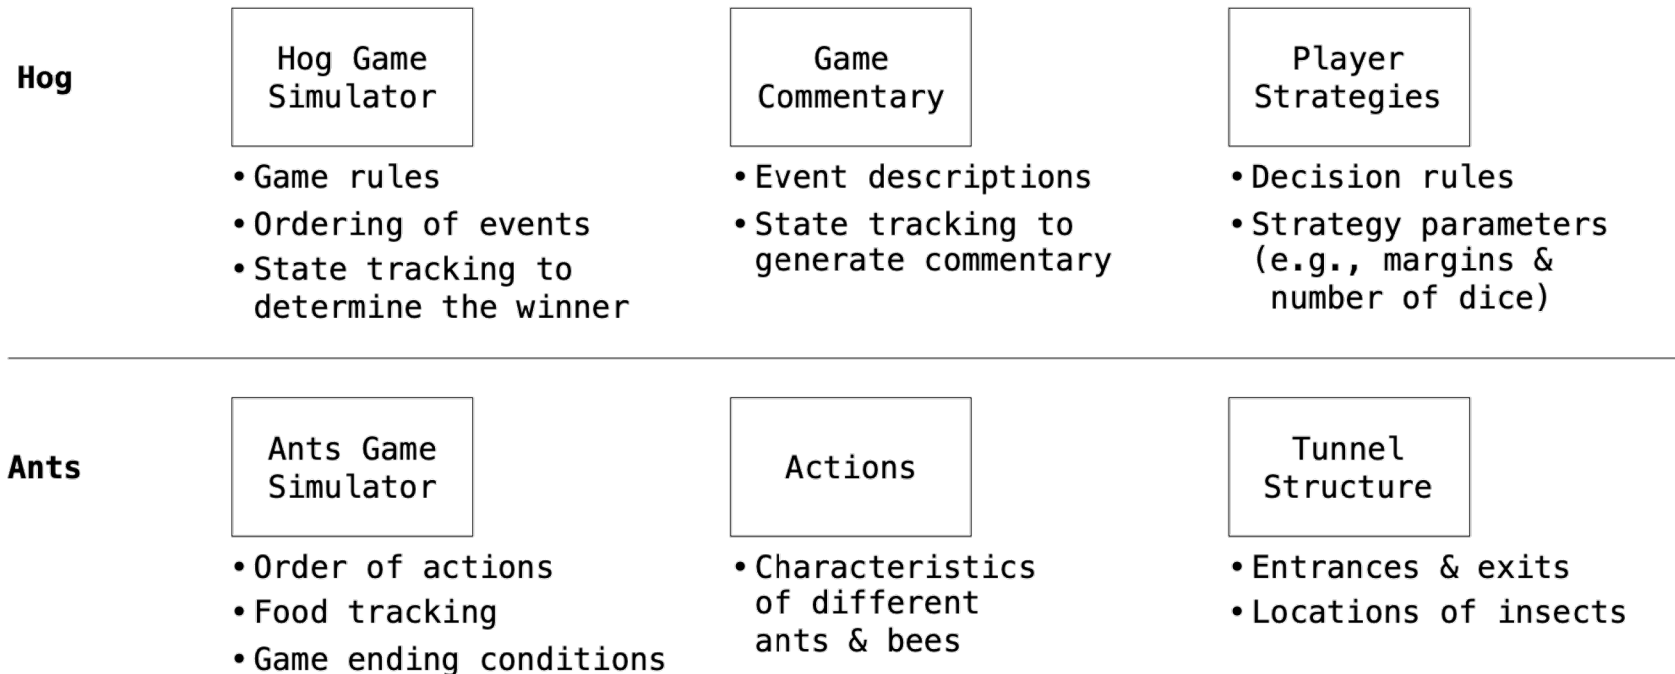 Hog
Hog Game
Simulator
• Game rules
• Ordering of events
• State tracking to
determine the winner
Game
Commentary
• Event descriptions
• State tracking to
generate commentary
Player
Strategies
• Decision rules
• Strategy parameters
(e.g., margins &
number of dice)
Ants
Ants Game
Simulator
• Order of actions
• Food tracking
• Game ending conditions
Actions
• Characteristics
of different
ants & bees
Tunnel
Structure
• Entrances & exits
• Locations of insects